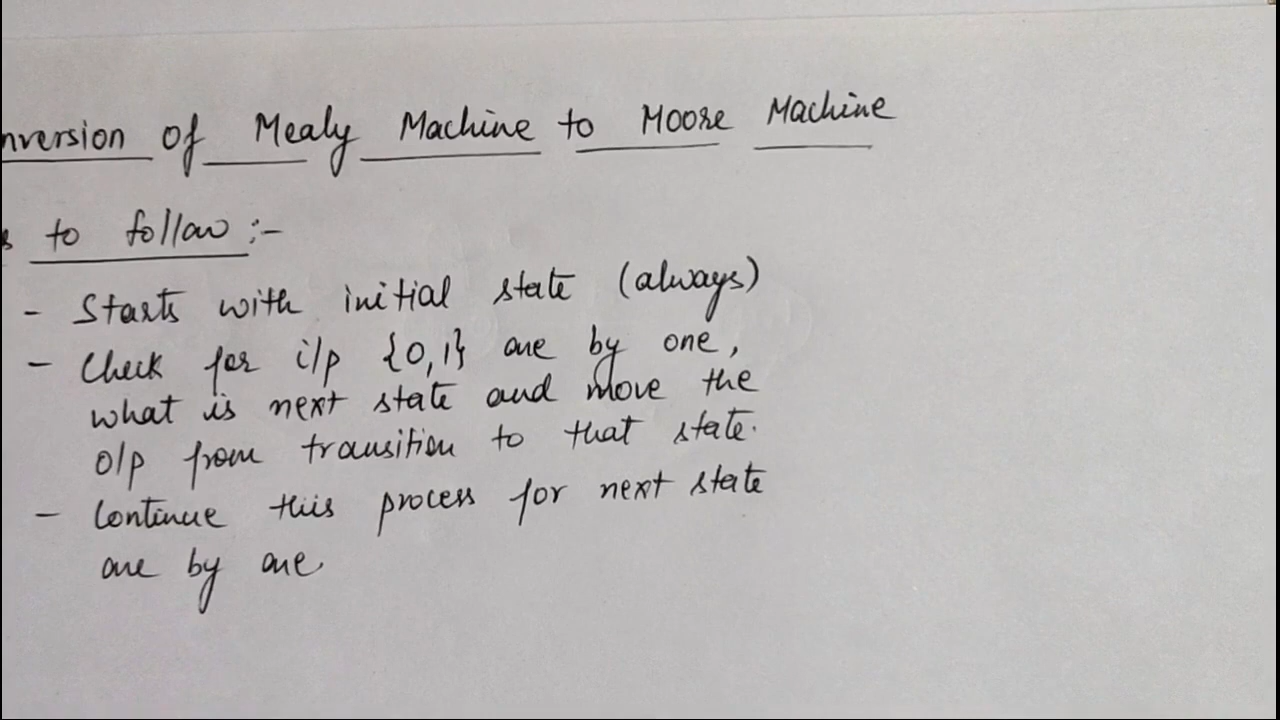 nversion of Mealy Machine to Moore Machine
s to follow :-
- Starts with initial state (always)
- Check for i/p {0,1} one by one,
what is next state and move the
o/p from transition to that state.
- Continue this process for next state
one by one